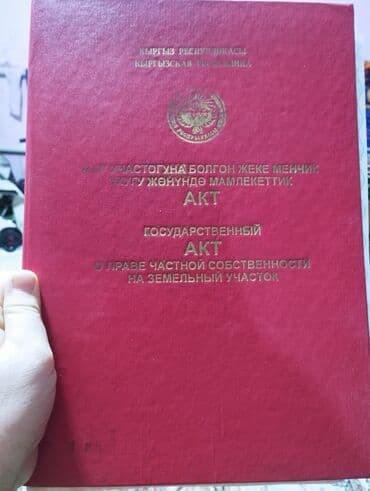 КЫРГЫЗ РЕСПУБЛИКАСЫ
КЫРГЫЗСКАЯ РЕСПУБЛИКА
УЧАСТОГУНА БОЛГОН ЖЕКЕ МЕНЧИК
УКУГУ ЖӨНҮНДӨ МАМЛЕКЕТТИК
АКТ
ГОСУДАРСТВЕННЫЙ
АКТ
О ПРАВЕ ЧАСТНОЙ СОБСТВЕННОСТИ
НА ЗЕМЕЛЬНЫЙ УЧАСТОК